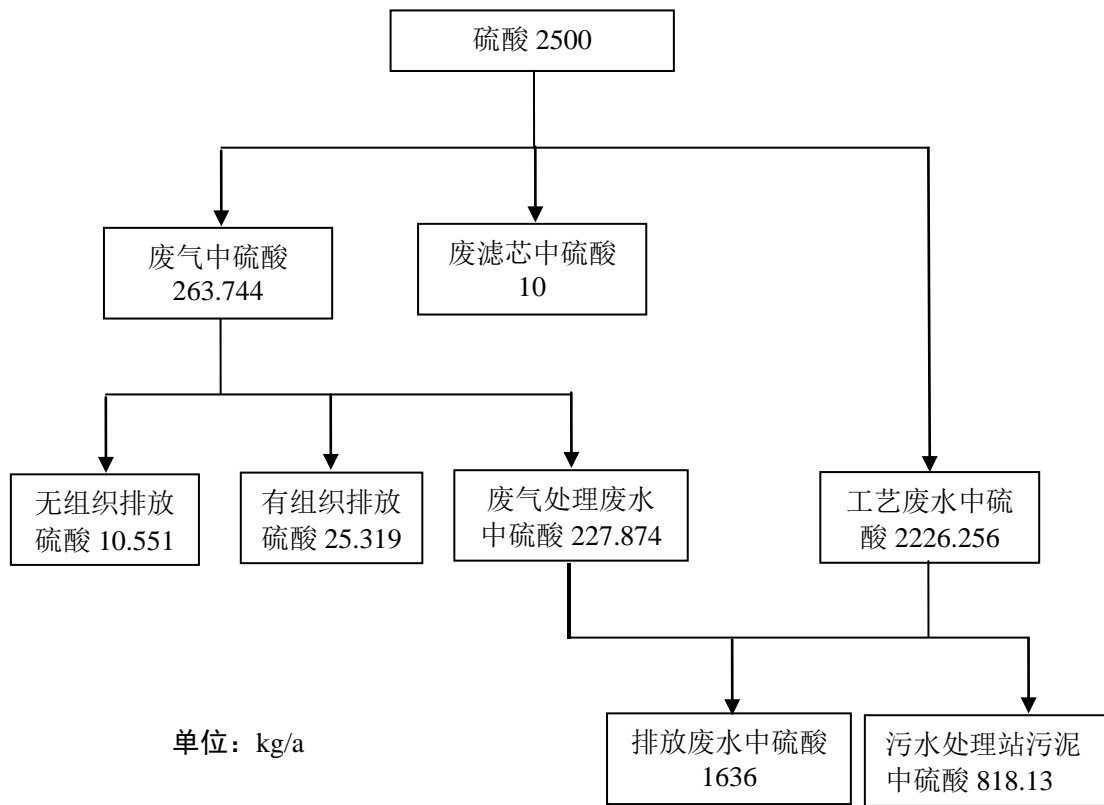 硫酸 2500
废气中硫酸
263.744
废滤芯中硫酸
10
无组织排放
硫酸 10.551
有组织排放
硫酸 25.319
废气处理废水
中硫酸 227.874
工艺废水中硫
酸 2226.256
单位：kg/a
排放废水中硫酸
1636
污水处理站污泥
中硫酸 818.13